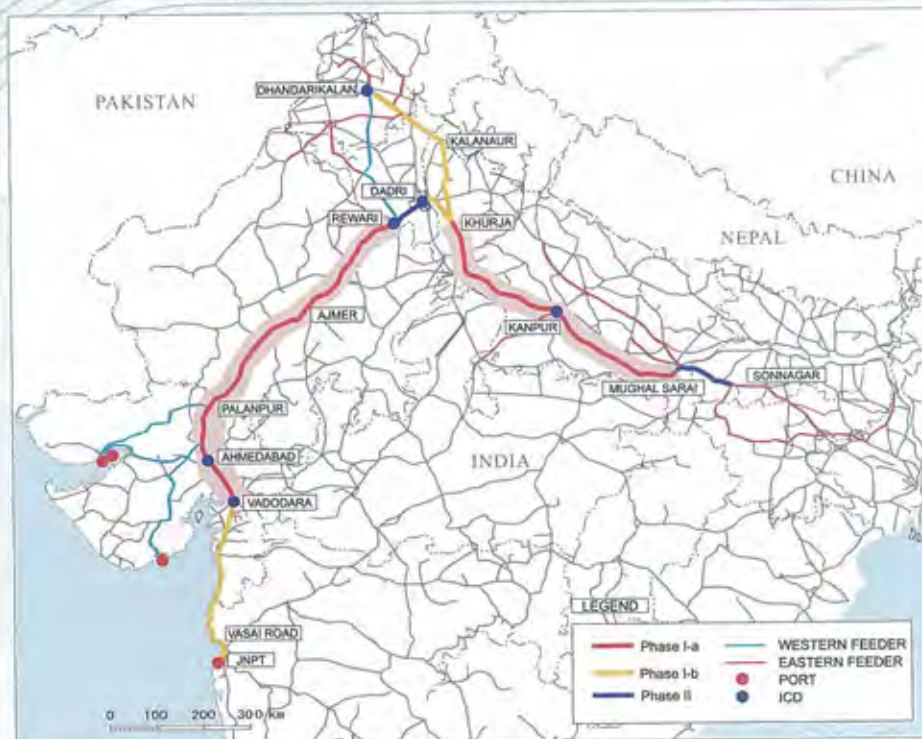 PAKISTAN
DHANDARIKALAN
KALANAUR
CHINA
DADRI
REWARI
KHURJA
NEPAL
AJMER
KANPUR
MUGHAL SARAI
SONNAGAR
PALANPUR
AHMEDABAD
INDIA
VADODARA
VASAI ROAD
JNPT
LEGEND
Phase I-a
WESTERN FEEDER
EASTERN FEEDER
Phase I-b
PORT
Phase II
ICD
0 100 200 300 km